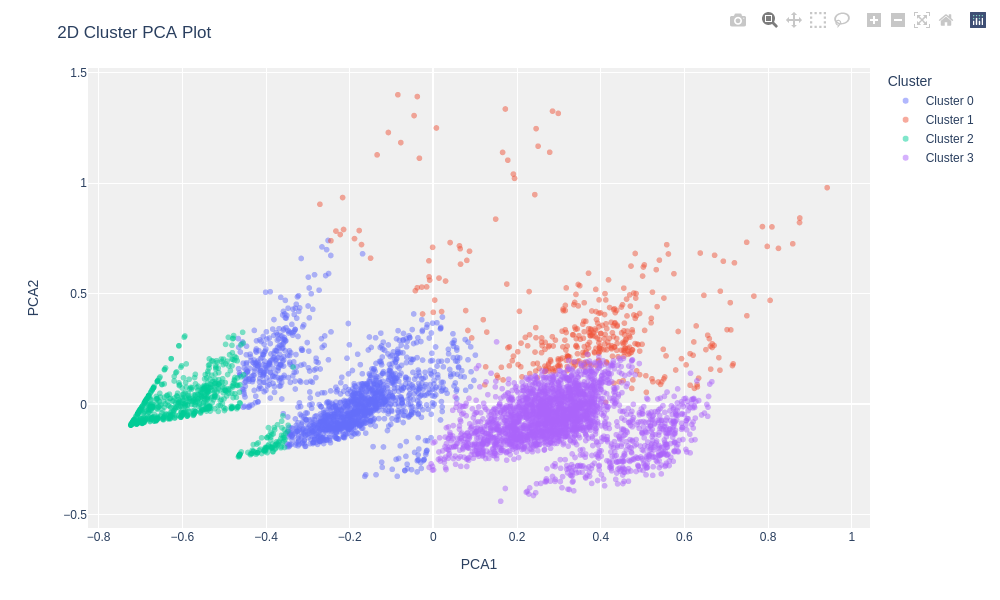 2D Cluster PCA Plot
Cluster
Cluster 0
Cluster 1
Cluster 2
Cluster 3
1.5
1
0.5
0
−0.5
PCA2
−0.8
−0.6
−0.4
−0.2
0
0.2
0.4
0.6
0.8
1
PCA1